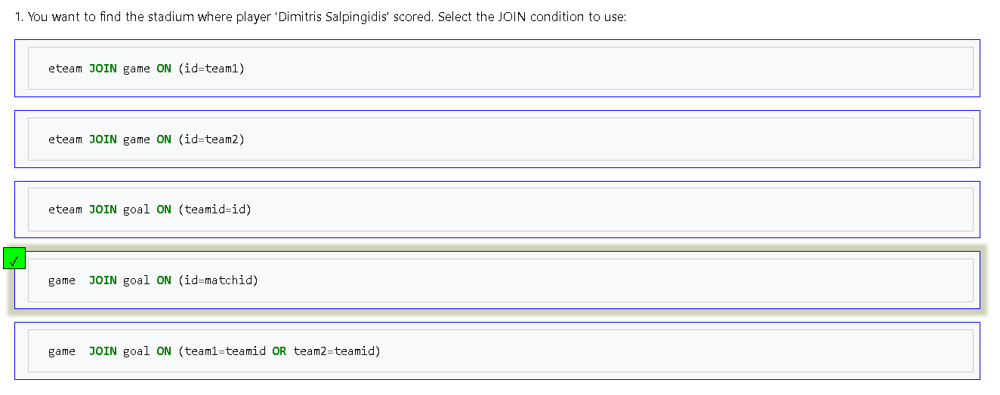 1. You want to find the stadium where player 'Dimitris Salpingidis' scored. Select the JOIN condition to use:
eteam JOIN game ON (id=team1)
eteam JOIN game ON (id=team2)
eteam JOIN goal ON (teamid=id)
✓
game  JOIN goal ON (id=matchid)
game  JOIN goal ON (team1=teamid OR team2=teamid)